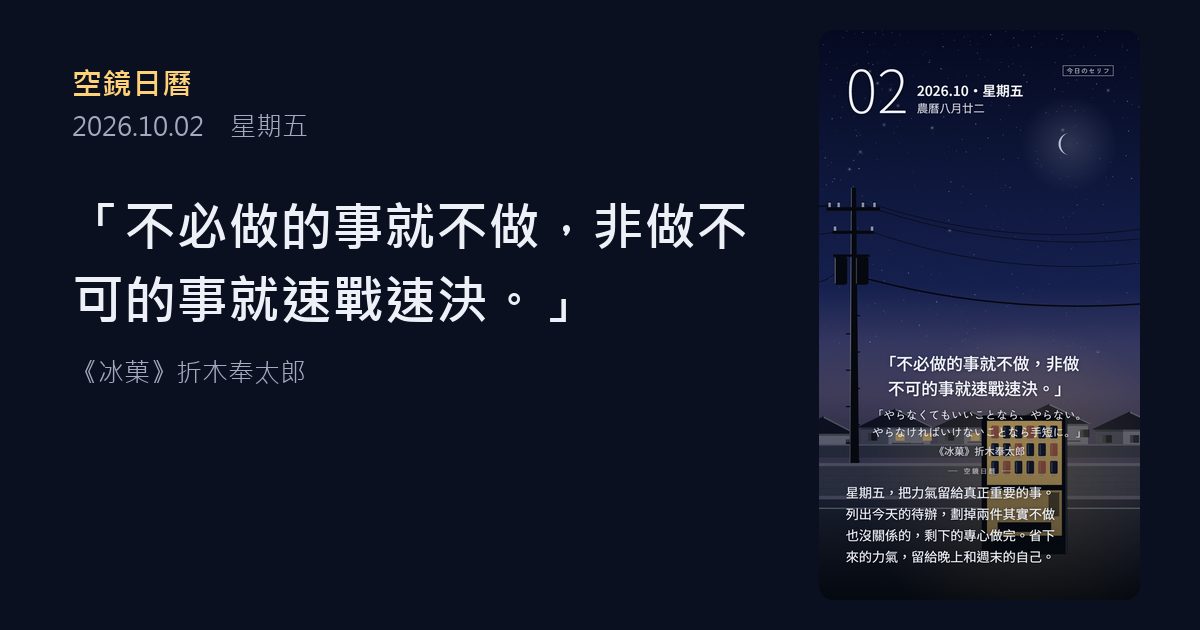 空鏡日曆
2026.10.02 星期五
「不必做的事就不做，非做不
可的事就速戰速決。」
《冰菓》折木奉太郎
今日のセリフ
02
2026.10・星期五
農曆八月廿二
「不必做的事就不做，非做
不可的事就速戰速決。」
「やらなくてもいいことなら、やらない。
やらなければいけないことなら手短に。」
《冰菓》折木奉太郎
— 空鏡日曆 —
星期五，把力氣留給真正重要的事。
列出今天的待辦，劃掉兩件其實不做
也沒關係的，剩下的專心做完。省下
來的力氣，留給晚上和週末的自己。